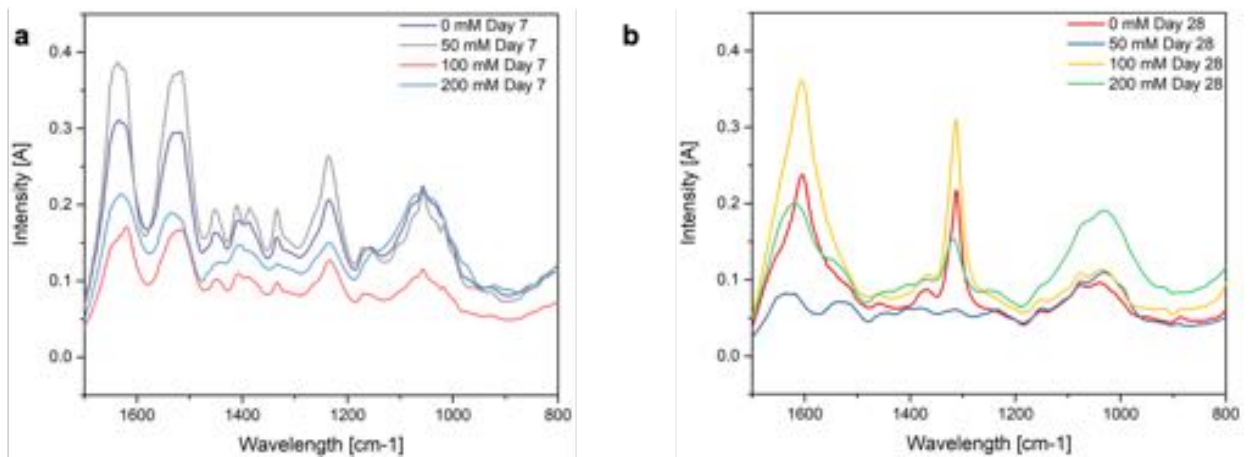 a
0 mM Day 7
50 mM Day 7
100 mM Day 7
200 mM Day 7
0.4
0.3
0.2
0.1
0.0
Intensity [A]
1600 1400 1200 1000 800
Wavelength [cm-1]
b
0 mM Day 28
50 mM Day 28
100 mM Day 28
200 mM Day 28
0.4
0.3
0.2
0.1
0.0
Intensity [A]
1600 1400 1200 1000 800
Wavelength [cm-1]